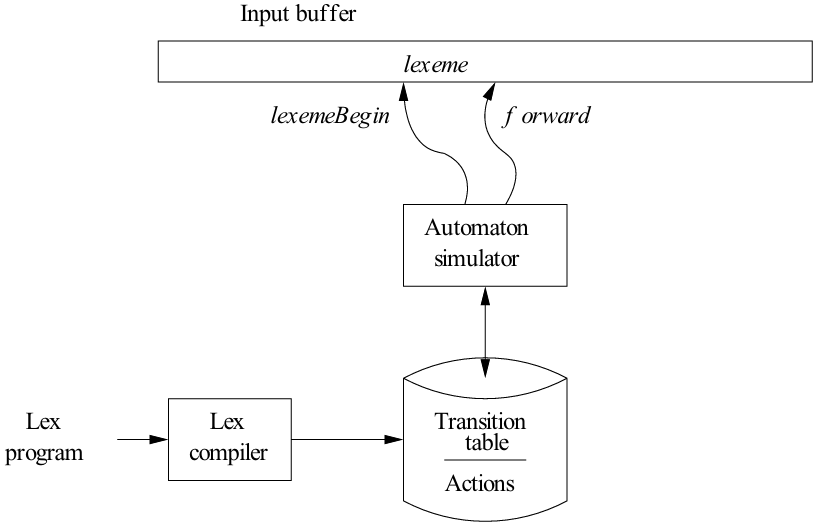 Input buffer
lexeme
lexemeBegin
f orward
Automaton
simulator
Lex
program
Lex
compiler
Transition
table
Actions